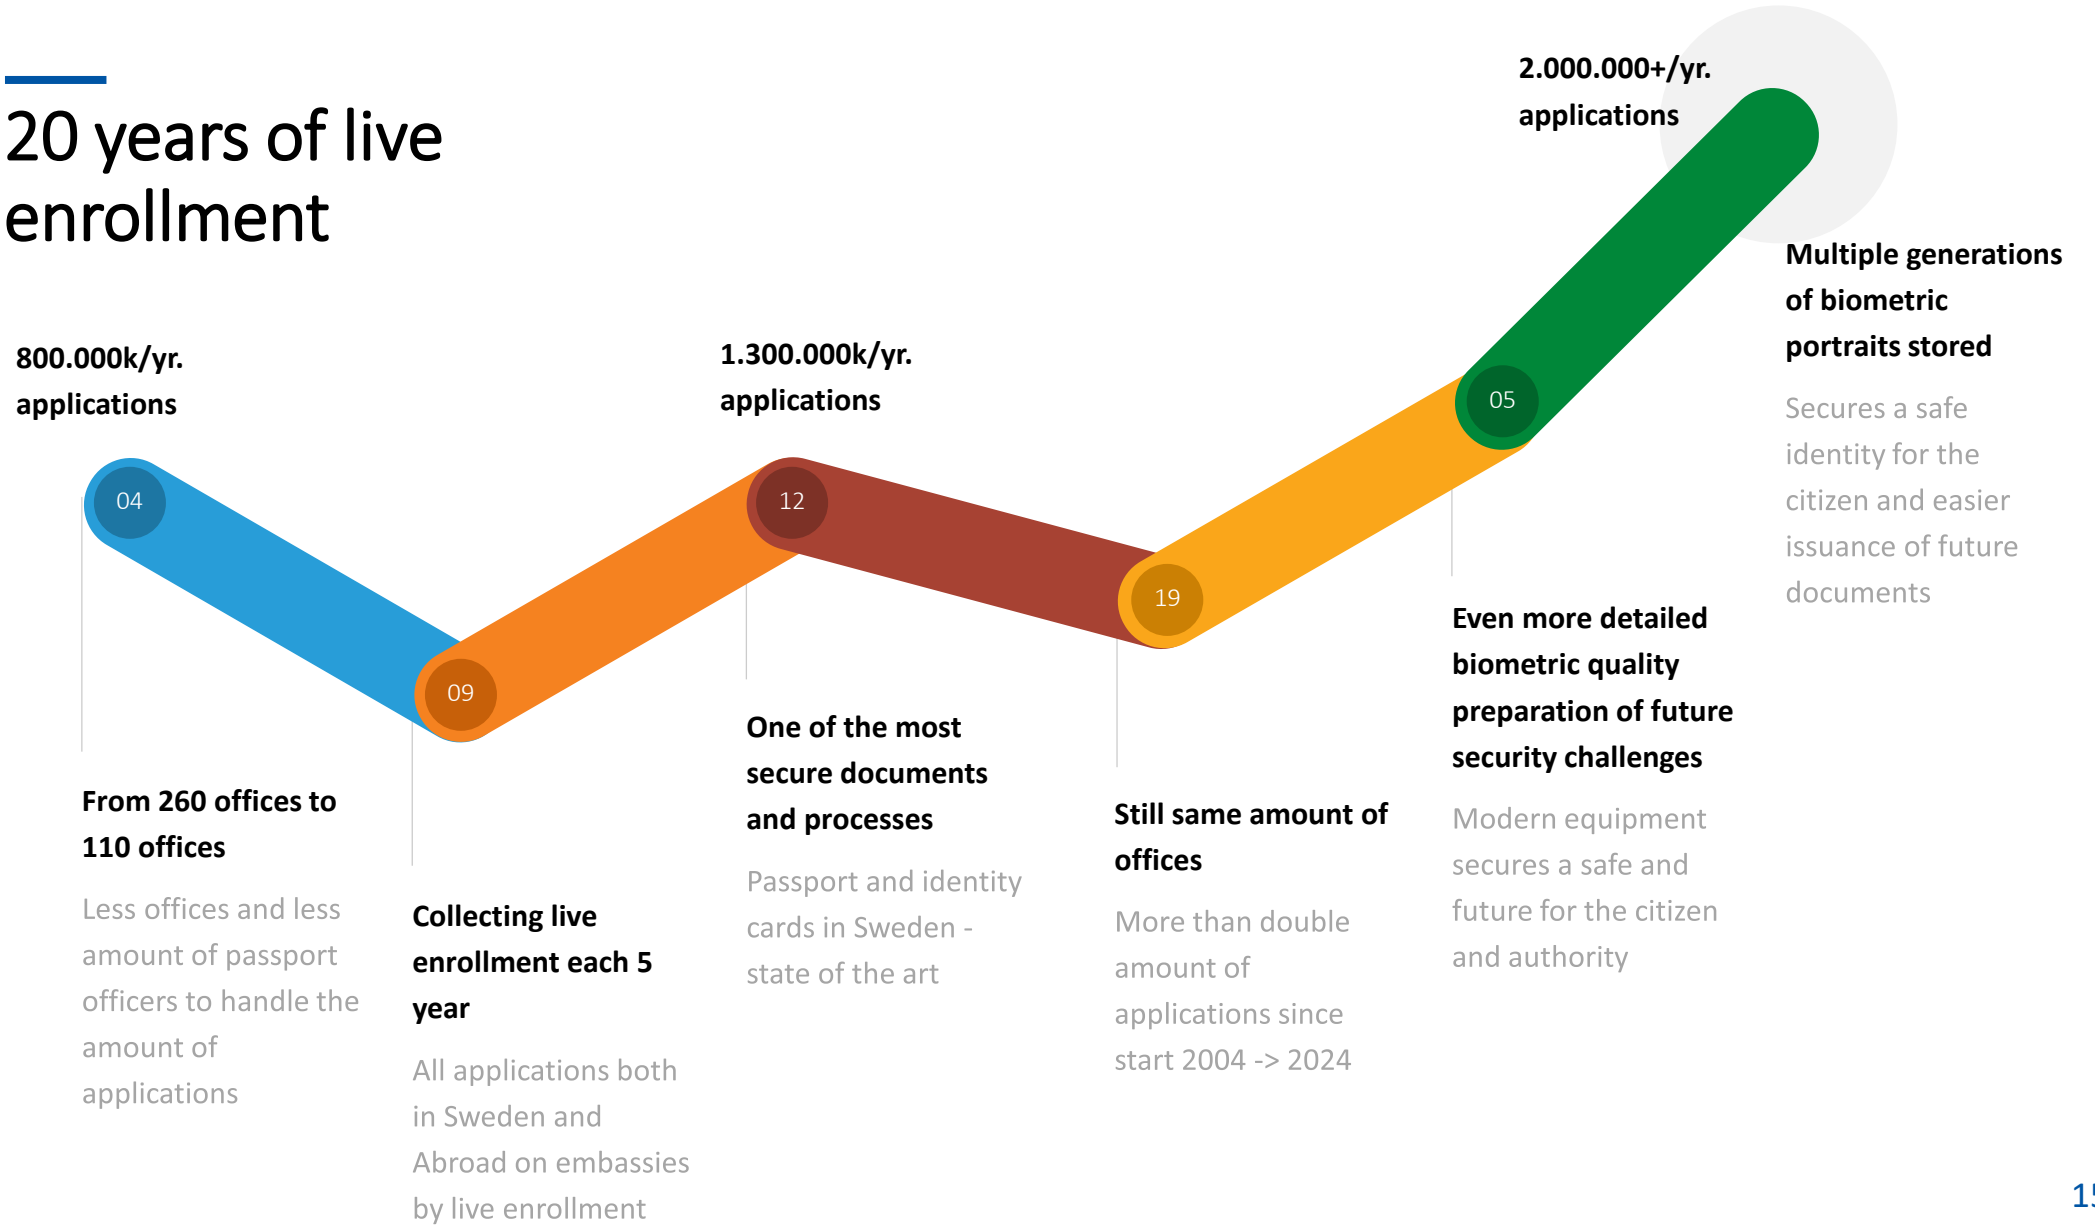 20 years of live
enrollment
800.000k/yr.
applications
1.300.000k/yr.
applications
2.000.000+/yr.
applications
04
09
12
19
05
From 260 offices to
110 offices
Less offices and less
amount of passport
officers to handle the
amount of
applications
Collecting live
enrollment each 5
year
All applications both
in Sweden and
Abroad on embassies
by live enrollment
One of the most
secure documents
and processes
Passport and identity
cards in Sweden -
state of the art
Still same amount of
offices
More than double
amount of
applications since
start 2004 -> 2024
Even more detailed
biometric quality
preparation of future
security challenges
Modern equipment
secures a safe and
future for the citizen
and authority
Multiple generations
of biometric
portraits stored
Secures a safe
identity for the
citizen and easier
issuance of future
documents